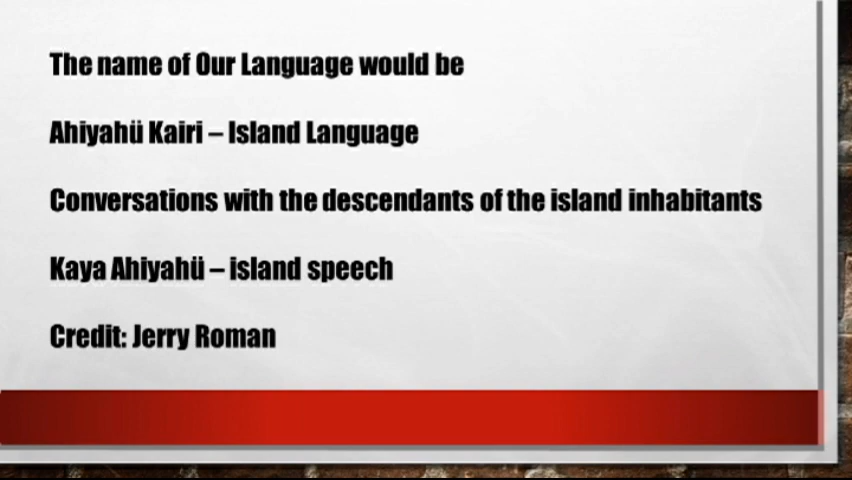 The name of Our Language would be
Ahiyahü Kairi – Island Language
Conversations with the descendants of the island inhabitants
Kaya Ahiyahü – island speech
Credit: Jerry Roman